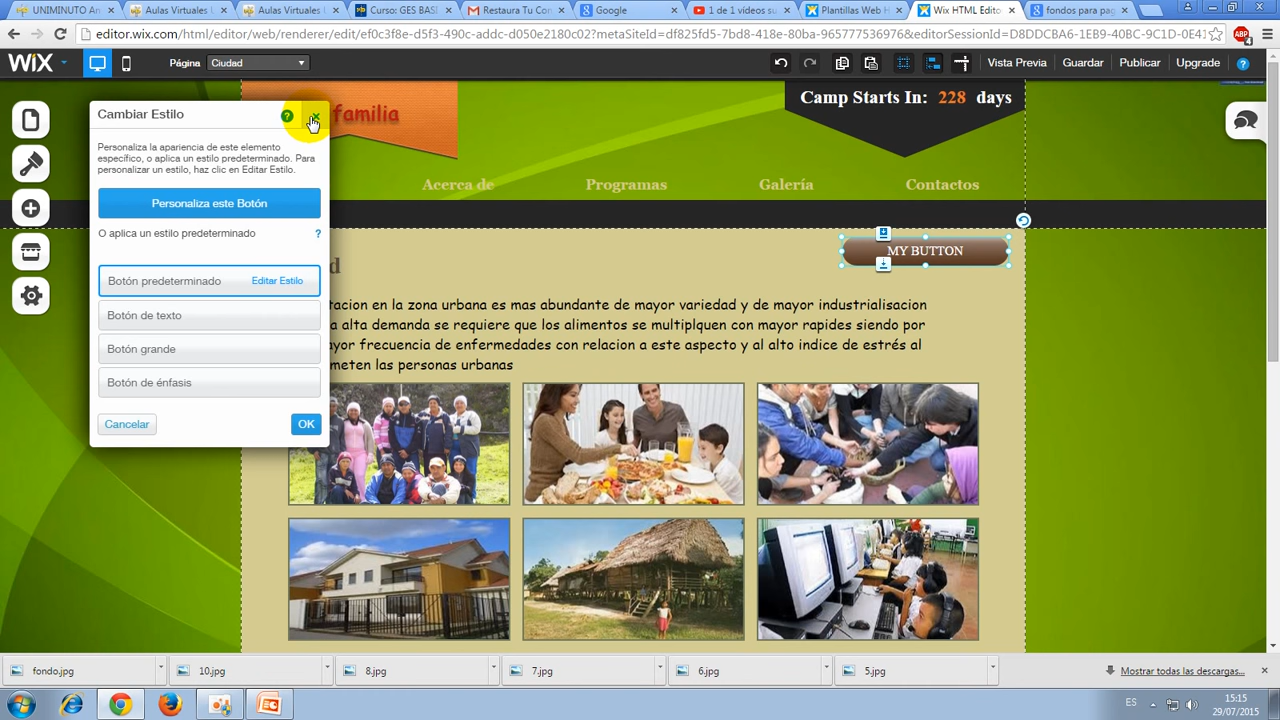 UNIMINUTO Am
Aulas Virtuales U
Aulas Virtuales U
Curso: GES BASE
Restaura Tu Con
Google
1 de 1 vídeos su
Plantillas Web H
Wix HTML Edito
fondos para pag
editor.wix.com/html/editor/web/renderer/edit/ef0c3f8e-d5f3-490c-addc-d050c218dc02?metaSiteId=df825fd5-7bd8-418e-80ba-965777536976&editorSessionId=D8DDCBA6-1EB9-40BC-9C1D-0E41
ABP
4
WiX
Página
Ciudad
Vista Previa
Guardar
Publicar
Upgrade
?
familia
Camp Starts In: 228 days
Acerca de
Programas
Galería
Contactos
Cambiar Estilo
?
Personaliza la apariencia de este elemento
específico, o aplica un estilo predeterminado. Para
personalizar un estilo, haz clic en Editar Estilo.
Personaliza este Botón
O aplica un estilo predeterminado
?
Botón predeterminado
Editar Estilo
Botón de texto
Botón grande
Botón de énfasis
Cancelar
OK
MY BUTTON
d
tacion en la zona urbana es mas abundante de mayor variedad y de mayor industrialisacion
a alta demanda se requiere que los alimentos se multiplquen con mayor rapides siendo por
ayor frecuencia de enfermedades con relacion a este aspecto y al alto indice de estrés al
meten las personas urbanas
fondo.jpg
10.jpg
8.jpg
7.jpg
6.jpg
5.jpg
Mostrar todas las descargas...
ES
15:15
29/07/2015